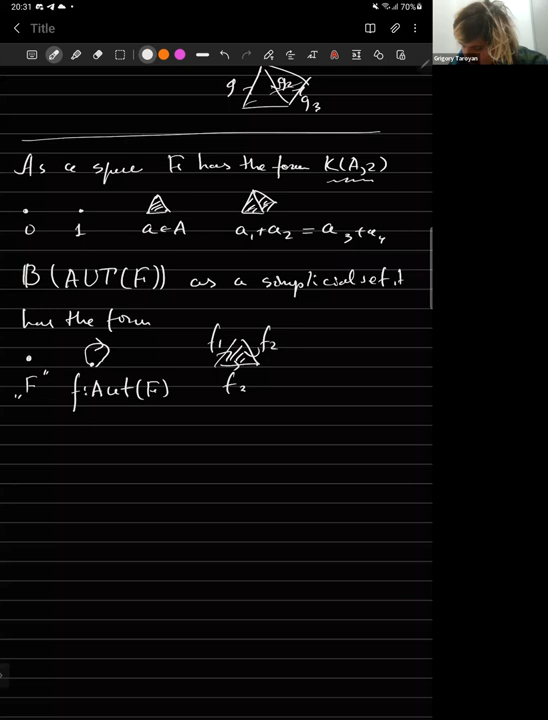 20:31
70%
Title
Grigory Taroyan
g g2 g3
As a space F has the form K(A,2)
0 1 a∈A a₁+a₂ = a₃+a₄
B(AUT(F)) as a simplicial set it
has the form
f₁ f₂
„F" f:Aut(F) f₂